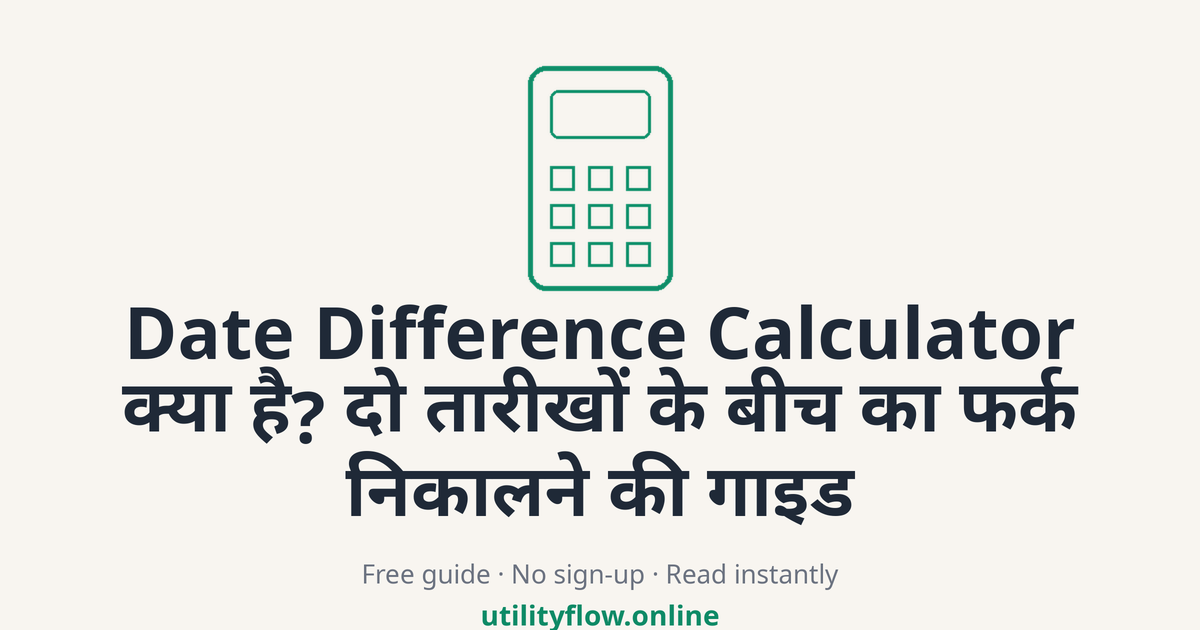 Date Difference Calculator
क्या है? दो तारीखों के बीच का फर्क
निकालने की गाइड
Free guide · No sign-up · Read instantly
utilityflow.online